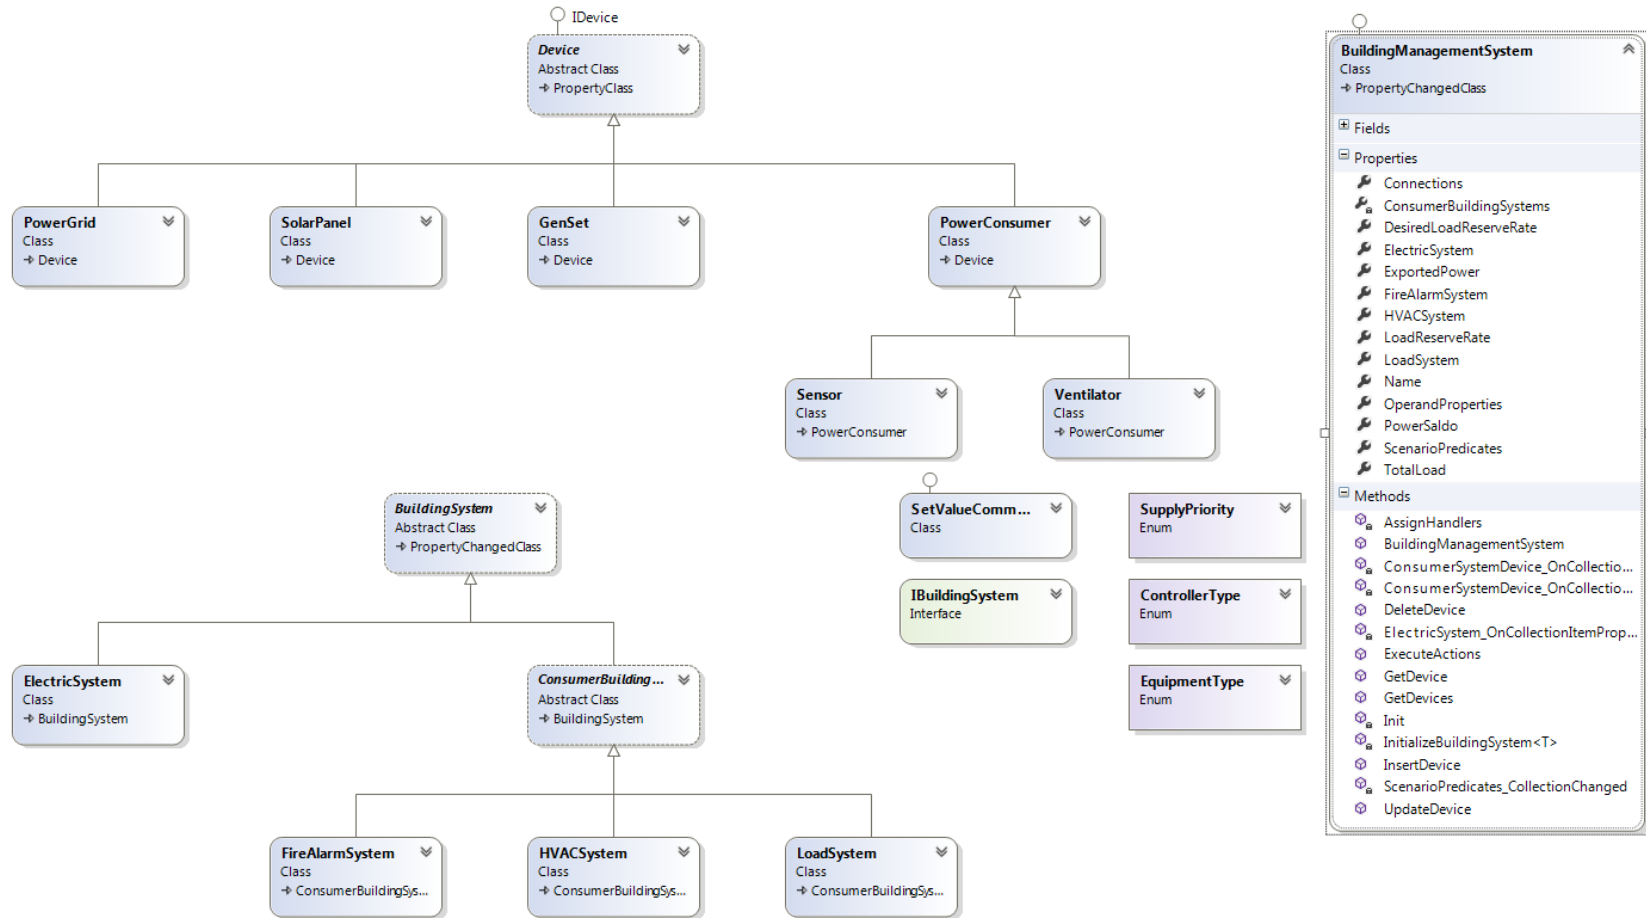 IDevice
Device
Abstract Class
PropertyClass
PowerGrid
Class
Device
SolarPanel
Class
Device
GenSet
Class
Device
PowerConsumer
Class
Device
Sensor
Class
PowerConsumer
Ventilator
Class
PowerConsumer
BuildingSystem
Abstract Class
PropertyChangedClass
SetValueComm...
Class
SupplyPriority
Enum
IBuildingSystem
Interface
ControllerType
Enum
ElectricSystem
Class
BuildingSystem
ConsumerBuilding...
Abstract Class
BuildingSystem
EquipmentType
Enum
FireAlarmSystem
Class
ConsumerBuildingSys...
HVACSystem
Class
ConsumerBuildingSys...
LoadSystem
Class
ConsumerBuildingSys...
BuildingManagementSystem
Class
PropertyChangedClass
Fields
Properties
Connections
ConsumerBuildingSystems
DesiredLoadReserveRate
ElectricSystem
ExportedPower
FireAlarmSystem
HVACSystem
LoadReserveRate
LoadSystem
Name
OperandProperties
PowerSaldo
ScenarioPredicates
TotalLoad
Methods
AssignHandlers
BuildingManagementSystem
ConsumerSystemDevice_OnCollectio...
ConsumerSystemDevice_OnCollectio...
DeleteDevice
ElectricSystem_OnCollectionItemProp...
ExecuteActions
GetDevice
GetDevices
Init
InitializeBuildingSystem<T>
InsertDevice
ScenarioPredicates_CollectionChanged
UpdateDevice